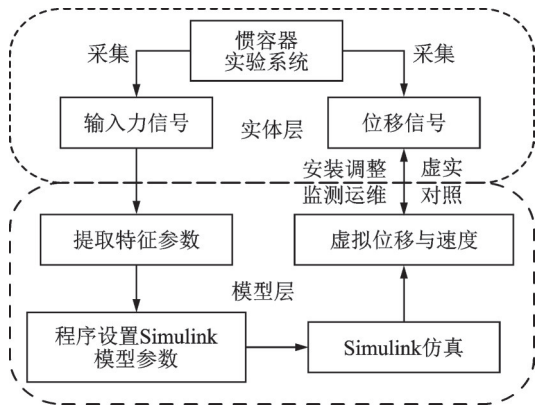 惯容器
实验系统
采集
采集
输入力信号
实体层
位移信号
安装调整
虚实
监测运维
对照
提取特征参数
虚拟位移与速度
模型层
程序设置Simulink
模型参数
Simulink仿真